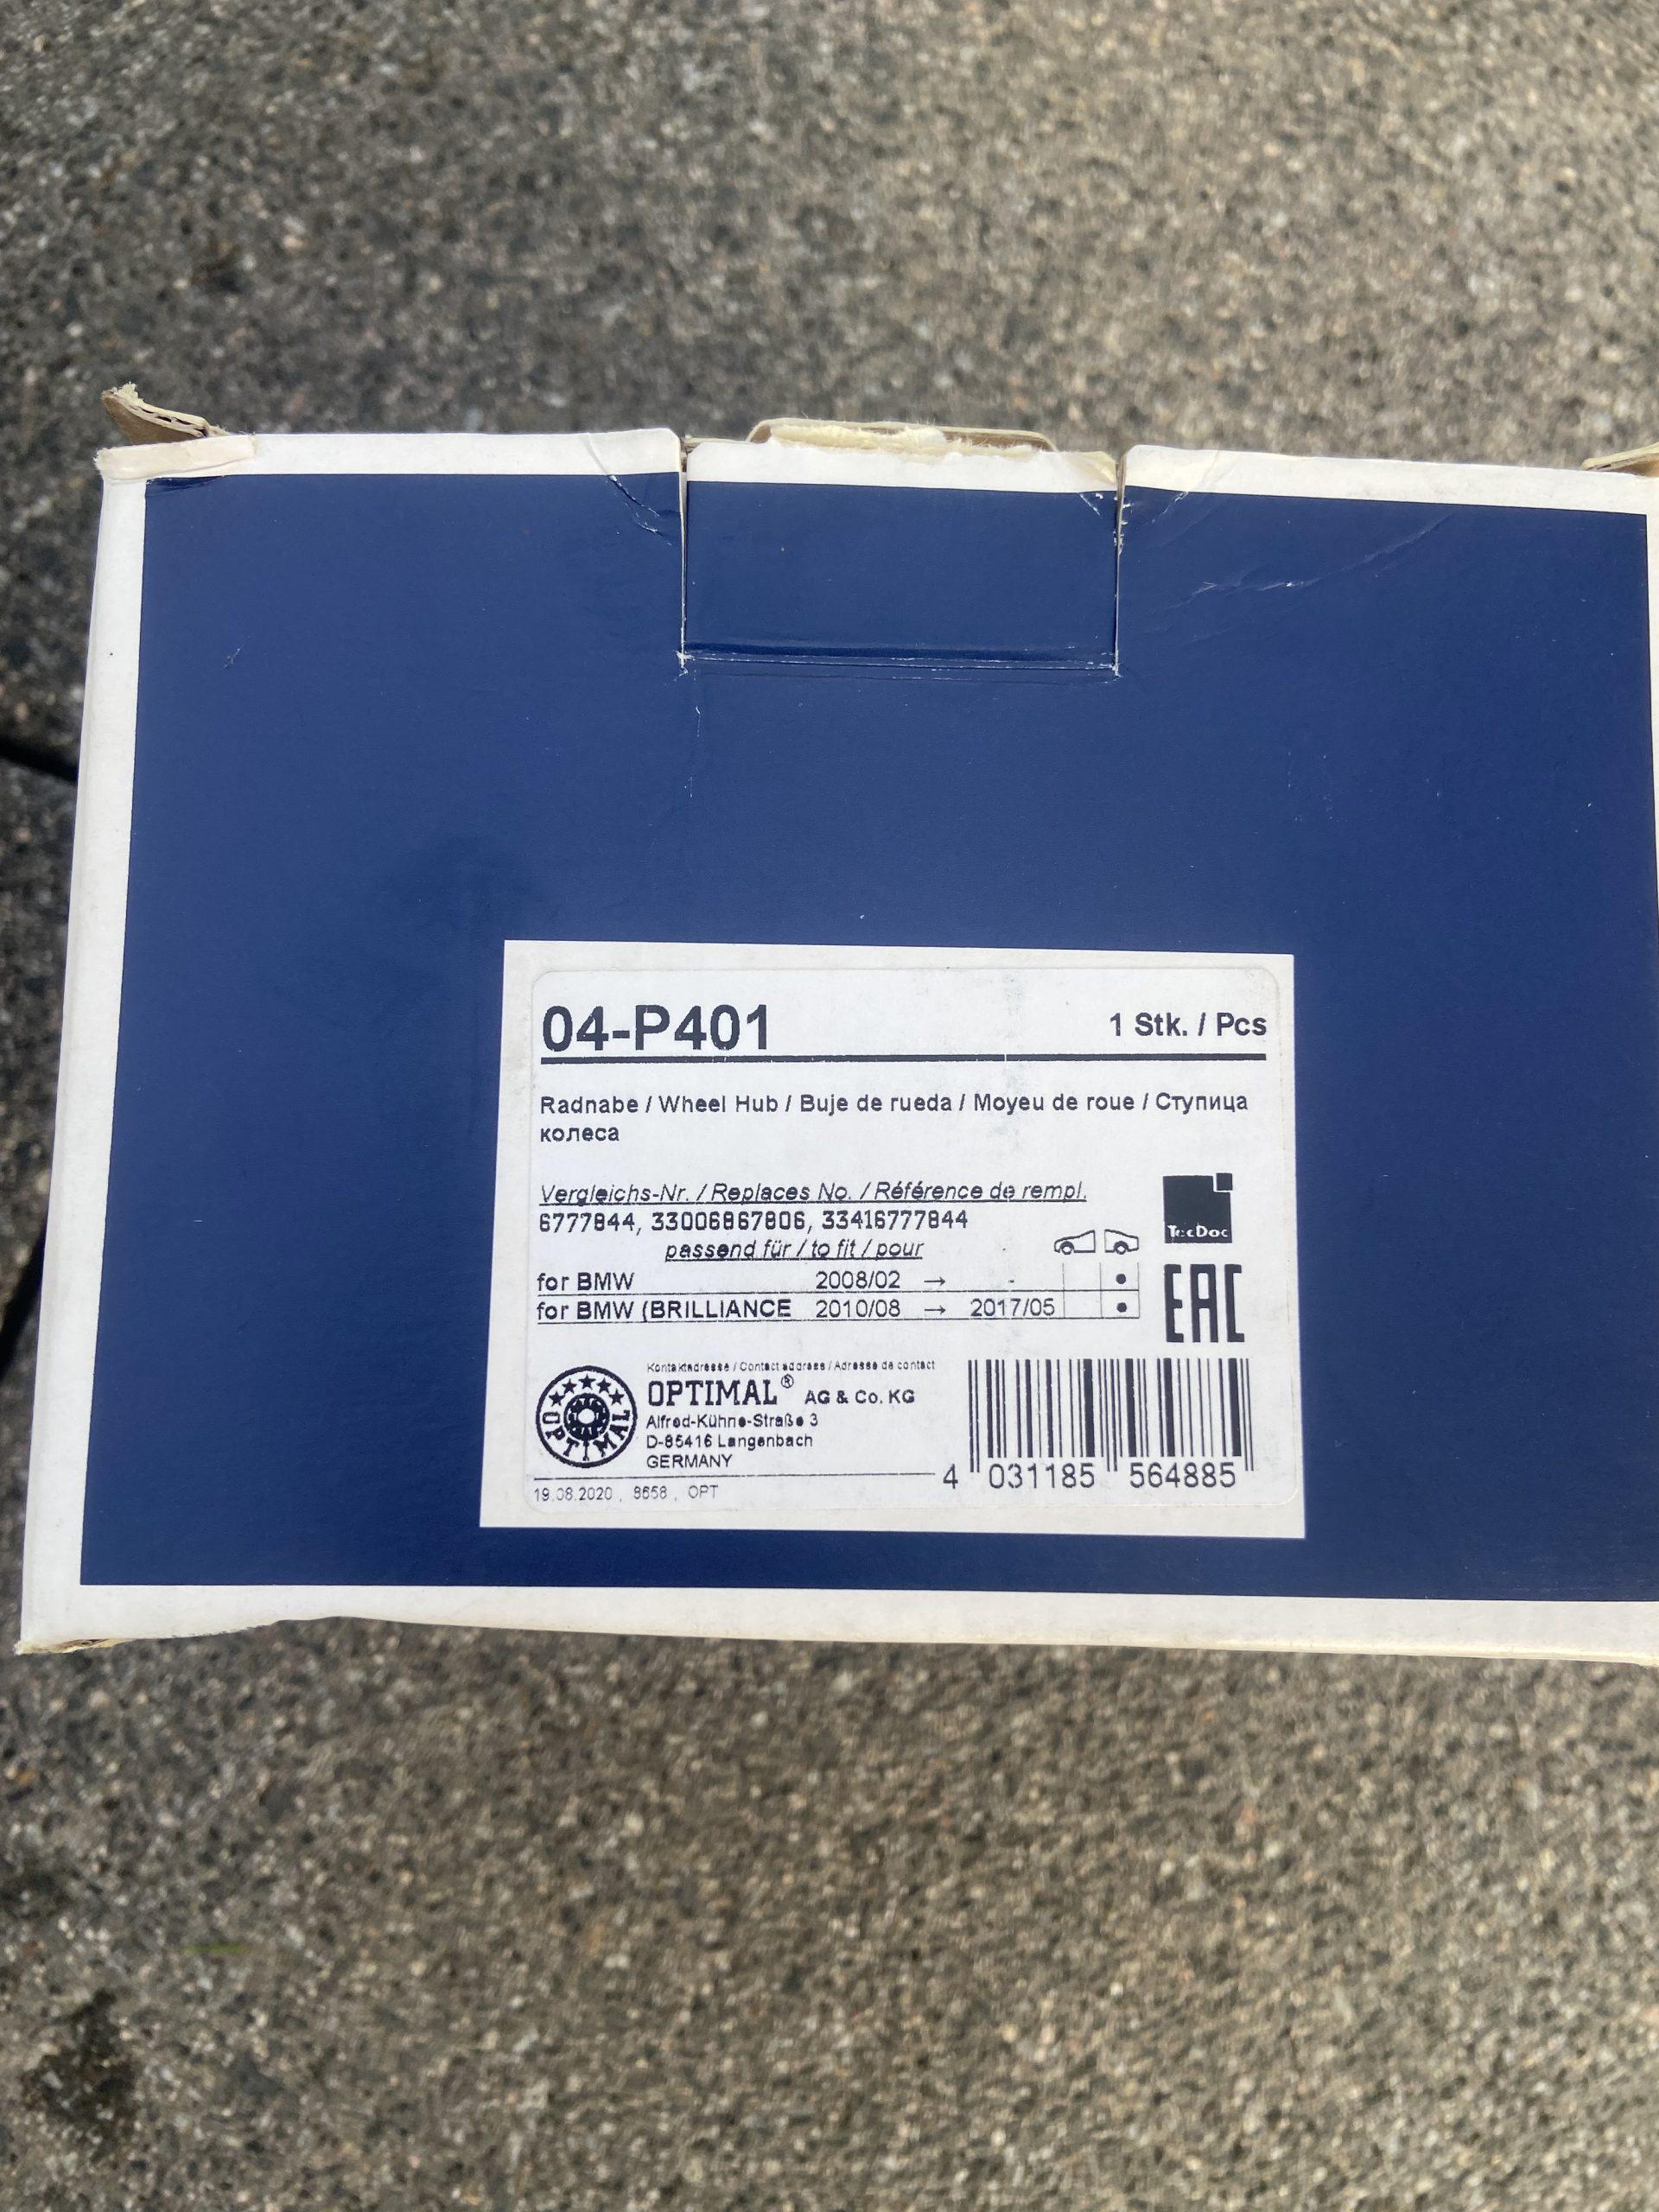 04-P401 1 Stk. / Pcs
Radnabe / Wheel Hub / Buje de rueda / Moyeu de roue / Ступица
колеса
Vergleichs-Nr. / Replaces No. / Référence de rempl.
6777844, 33006867806, 33416777844
passend für / to fit / pour
TecDoc
for BMW 2008/02 → -
for BMW (BRILLIANCE 2010/08 → 2017/05
EAC
Kontaktadresse / Contact address / Adresse de contact
OPTIMAL® AG & Co. KG
Alfred-Kühne-Straße 3
D-85416 Langenbach
GERMANY
OPTIMAL
4 031185 564885
19.08.2020 , 8658 , OPT